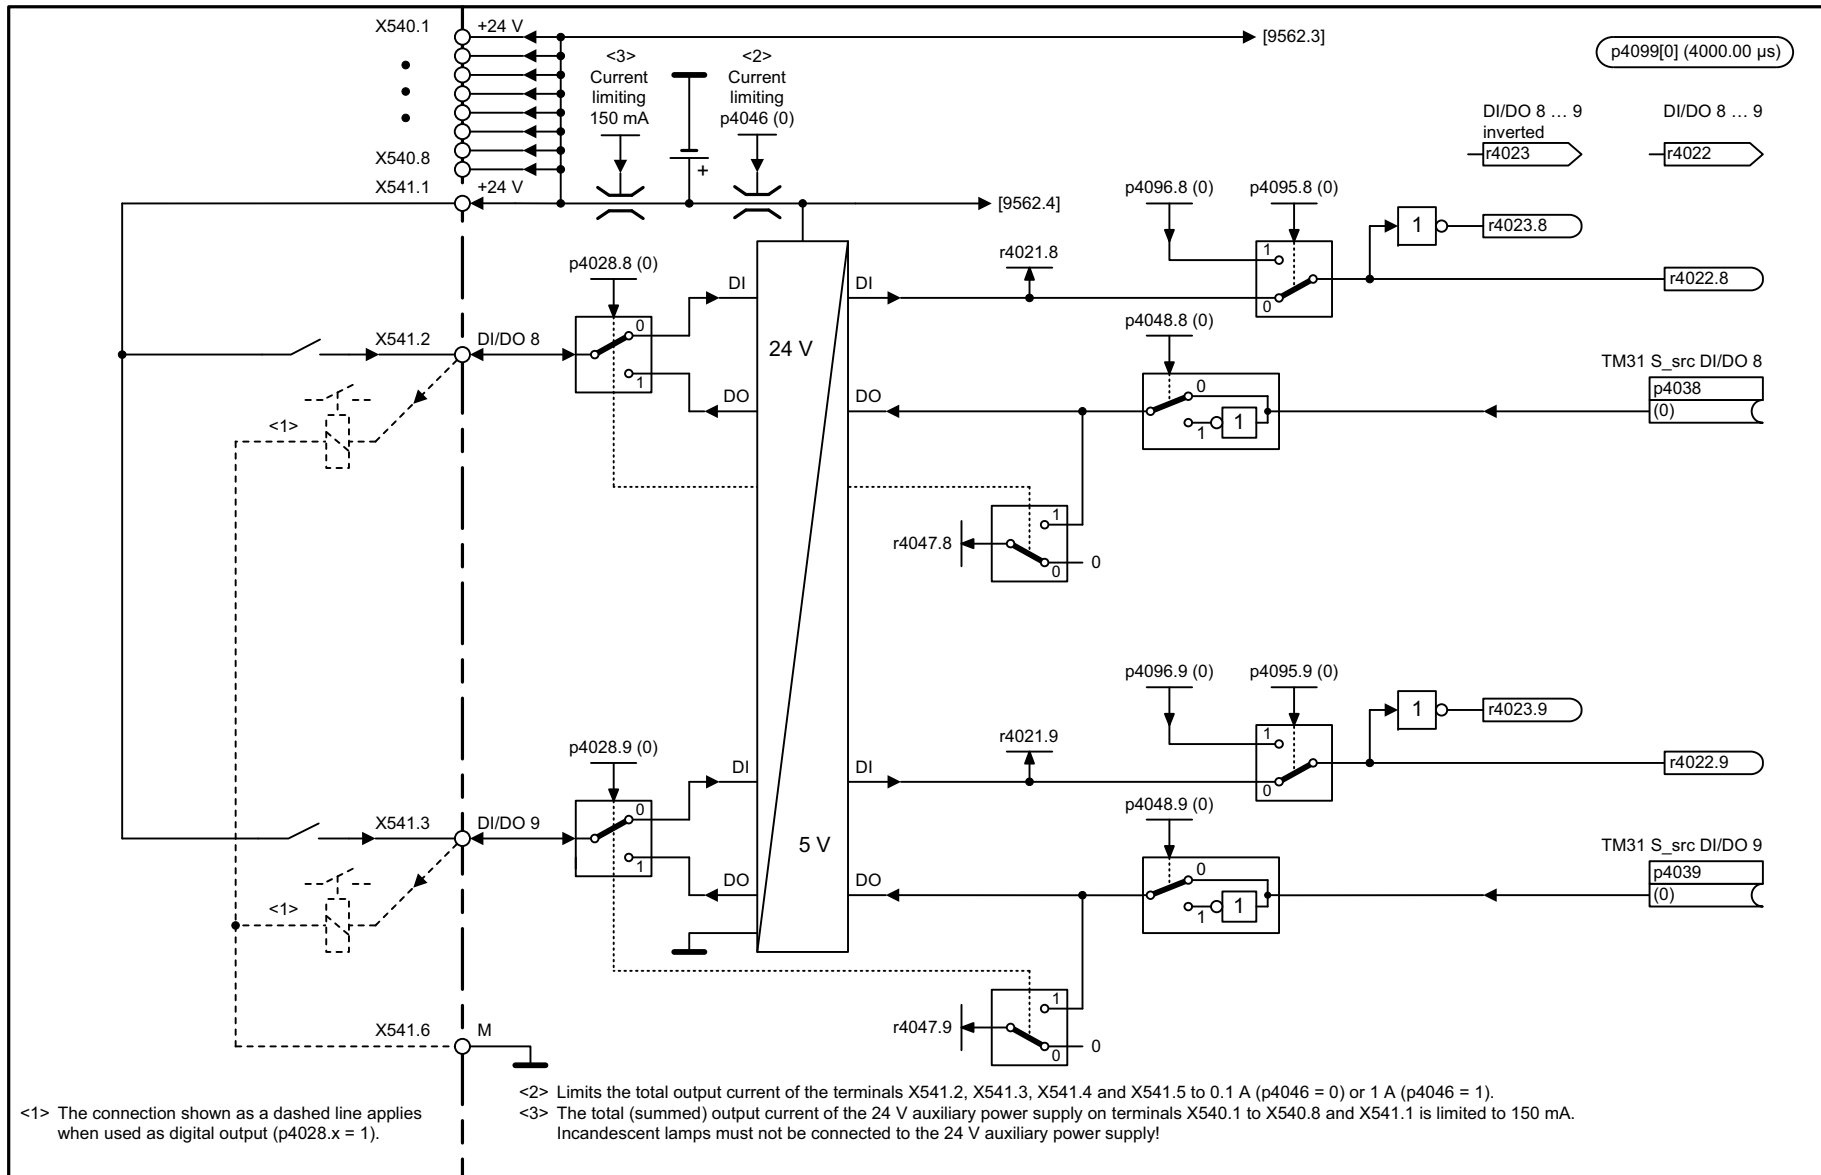 X540.1
+24 V
[9562.3]
p4099[0] (4000.00 µs)
<3>
Current
limiting
150 mA
<2>
Current
limiting
p4046 (0)
DI/DO 8 … 9
inverted
r4023
DI/DO 8 … 9
r4022
X540.8
X541.1
+24 V
+
[9562.4]
p4096.8 (0)
p4095.8 (0)
1
0
1
r4023.8
r4022.8
p4028.8 (0)
0
1
DI
DO
24 V
DI
DO
r4021.8
X541.2
DI/DO 8
<1>
p4048.8 (0)
0
1
1
TM31 S_src DI/DO 8
p4038
(0)
r4047.8
1
0
0
p4096.9 (0)
p4095.9 (0)
1
0
1
r4023.9
r4022.9
p4028.9 (0)
0
1
DI
DO
5 V
DI
DO
r4021.9
X541.3
DI/DO 9
<1>
p4048.9 (0)
0
1
1
TM31 S_src DI/DO 9
p4039
(0)
r4047.9
1
0
0
X541.6
M
<1> The connection shown as a dashed line applies
when used as digital output (p4028.x = 1).
<2> Limits the total output current of the terminals X541.2, X541.3, X541.4 and X541.5 to 0.1 A (p4046 = 0) or 1 A (p4046 = 1).
<3> The total (summed) output current of the 24 V auxiliary power supply on terminals X540.1 to X540.8 and X541.1 is limited to 150 mA.
Incandescent lamps must not be connected to the 24 V auxiliary power supply!